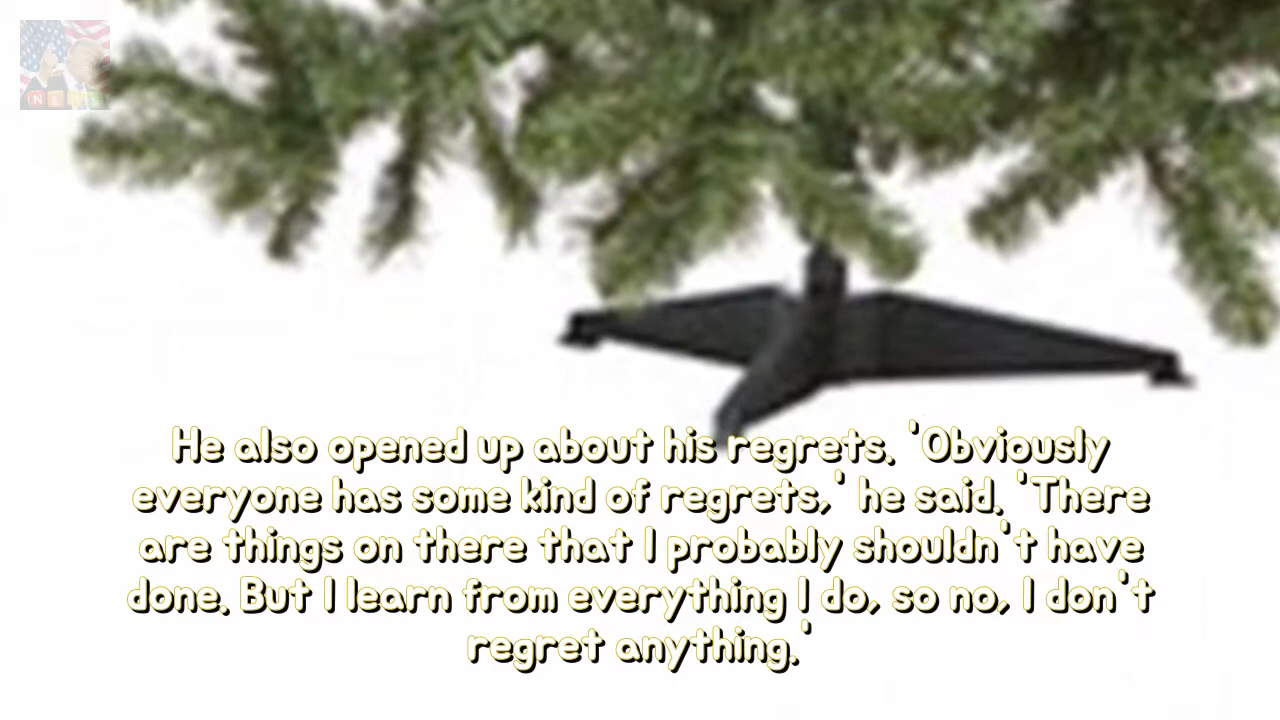 NEWS
He also opened up about his regrets. 'Obviously
everyone has some kind of regrets,' he said. 'There
are things on there that I probably shouldn't have
done. But I learn from everything I do, so no, I don't
regret anything.'